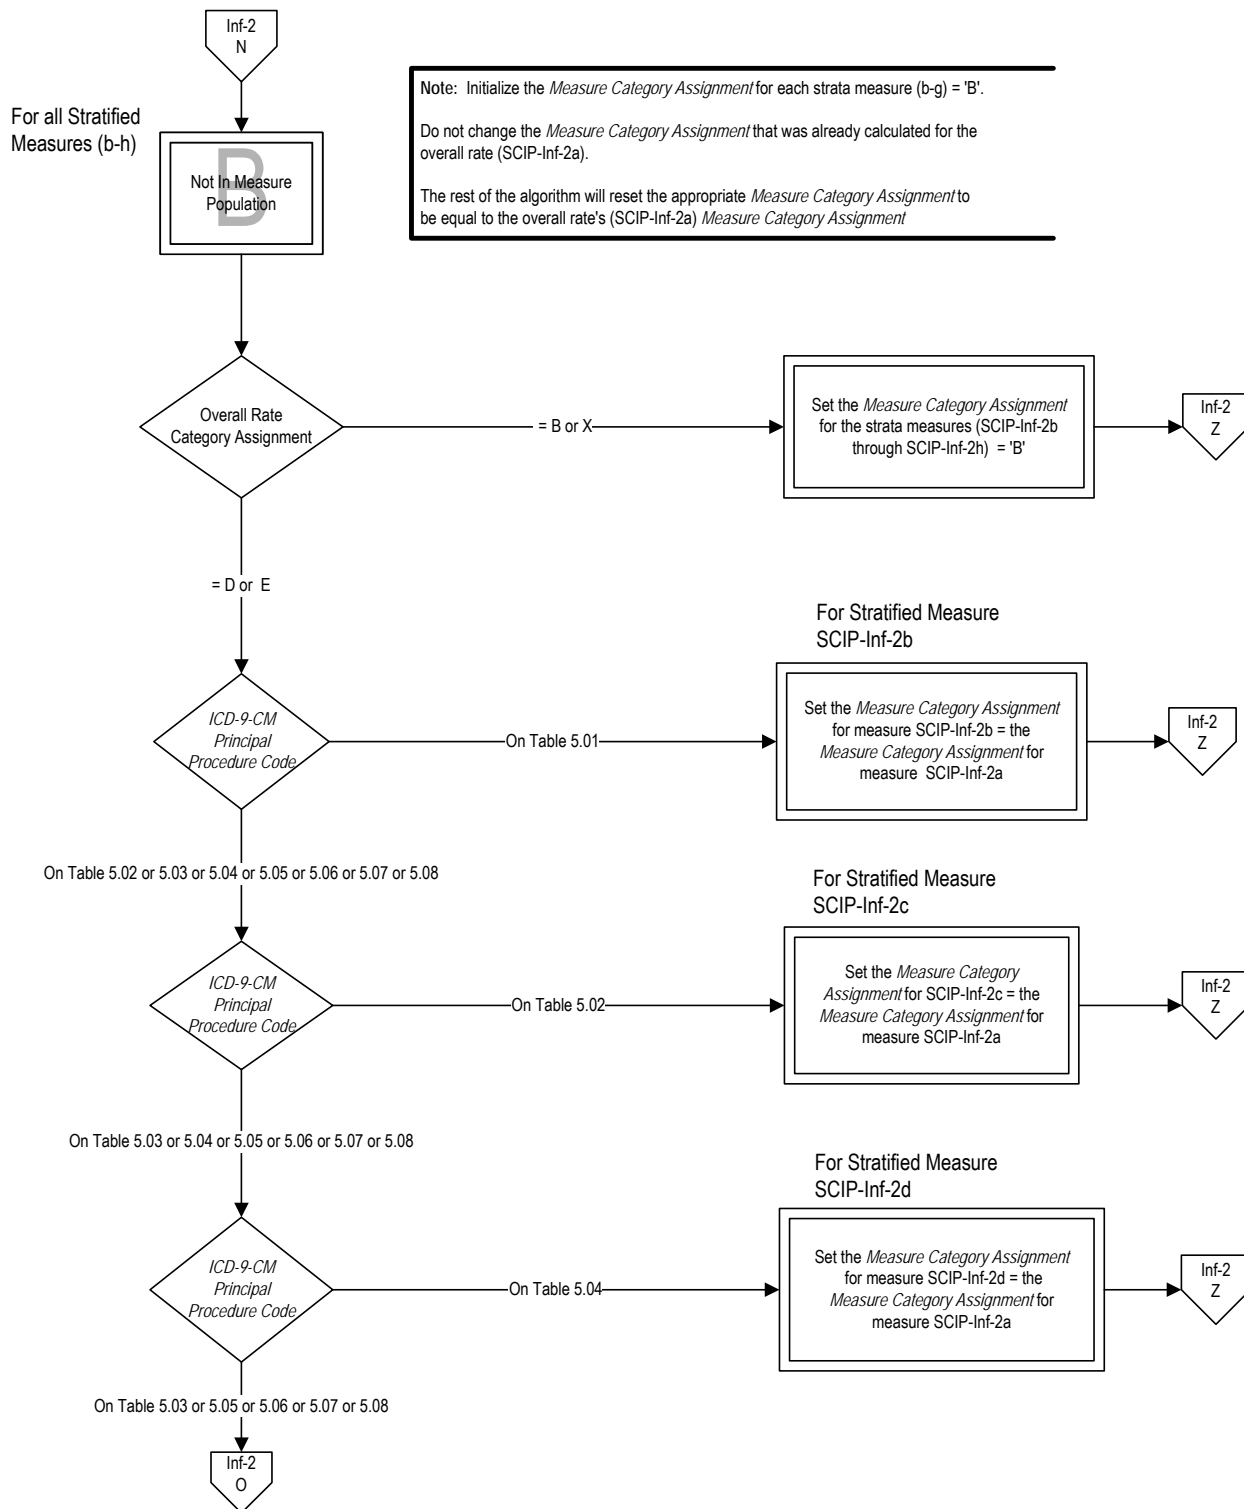 Inf-2
N
For all Stratified
Measures (b-h)
B
Not In Measure
Population
Note: Initialize the Measure Category Assignment for each strata measure (b-g) = 'B'.
Do not change the Measure Category Assignment that was already calculated for the
overall rate (SCIP-Inf-2a).
The rest of the algorithm will reset the appropriate Measure Category Assignment to
be equal to the overall rate's (SCIP-Inf-2a) Measure Category Assignment
Overall Rate
Category Assignment
= B or X
Set the Measure Category Assignment
for the strata measures (SCIP-Inf-2b
through SCIP-Inf-2h) = 'B'
Inf-2
Z
= D or E
For Stratified Measure
SCIP-Inf-2b
ICD-9-CM
Principal
Procedure Code
On Table 5.01
Set the Measure Category Assignment
for measure SCIP-Inf-2b = the
Measure Category Assignment for
measure SCIP-Inf-2a
Inf-2
Z
On Table 5.02 or 5.03 or 5.04 or 5.05 or 5.06 or 5.07 or 5.08
For Stratified Measure
SCIP-Inf-2c
ICD-9-CM
Principal
Procedure Code
On Table 5.02
Set the Measure Category
Assignment for SCIP-Inf-2c = the
Measure Category Assignment for
measure SCIP-Inf-2a
Inf-2
Z
On Table 5.03 or 5.04 or 5.05 or 5.06 or 5.07 or 5.08
For Stratified Measure
SCIP-Inf-2d
ICD-9-CM
Principal
Procedure Code
On Table 5.04
Set the Measure Category Assignment
for measure SCIP-Inf-2d = the
Measure Category Assignment for
measure SCIP-Inf-2a
Inf-2
Z
On Table 5.03 or 5.05 or 5.06 or 5.07 or 5.08
Inf-2
O